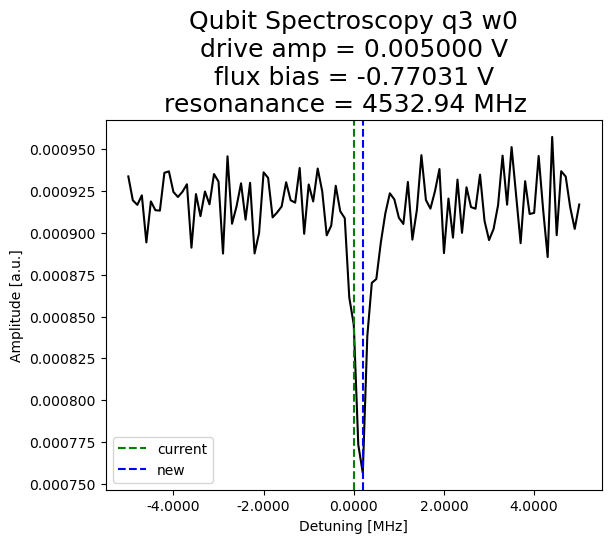 Qubit Spectroscopy q3 w0
drive amp = 0.005000 V
flux bias = -0.77031 V
resonanance = 4532.94 MHz
0.000950
0.000925
0.000900
0.000875
0.000850
0.000825
0.000800
0.000775
0.000750
Amplitude [a.u.]
current
new
-4.0000 -2.0000 0.0000 2.0000 4.0000
Detuning [MHz]